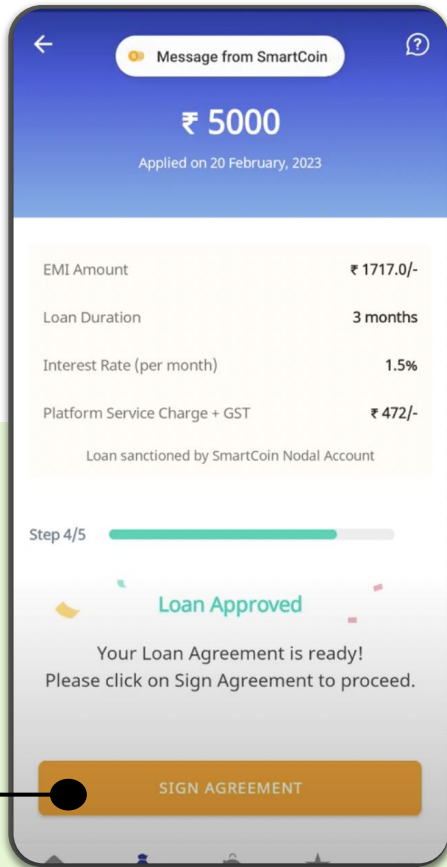 Message from SmartCoin
₹ 5000
Applied on 20 February, 2023
EMI Amount ₹ 1717.0/-
Loan Duration 3 months
Interest Rate (per month) 1.5%
Platform Service Charge + GST ₹ 472/-
Loan sanctioned by SmartCoin Nodal Account
Step 4/5
Loan Approved
Your Loan Agreement is ready!
Please click on Sign Agreement to proceed.
SIGN AGREEMENT